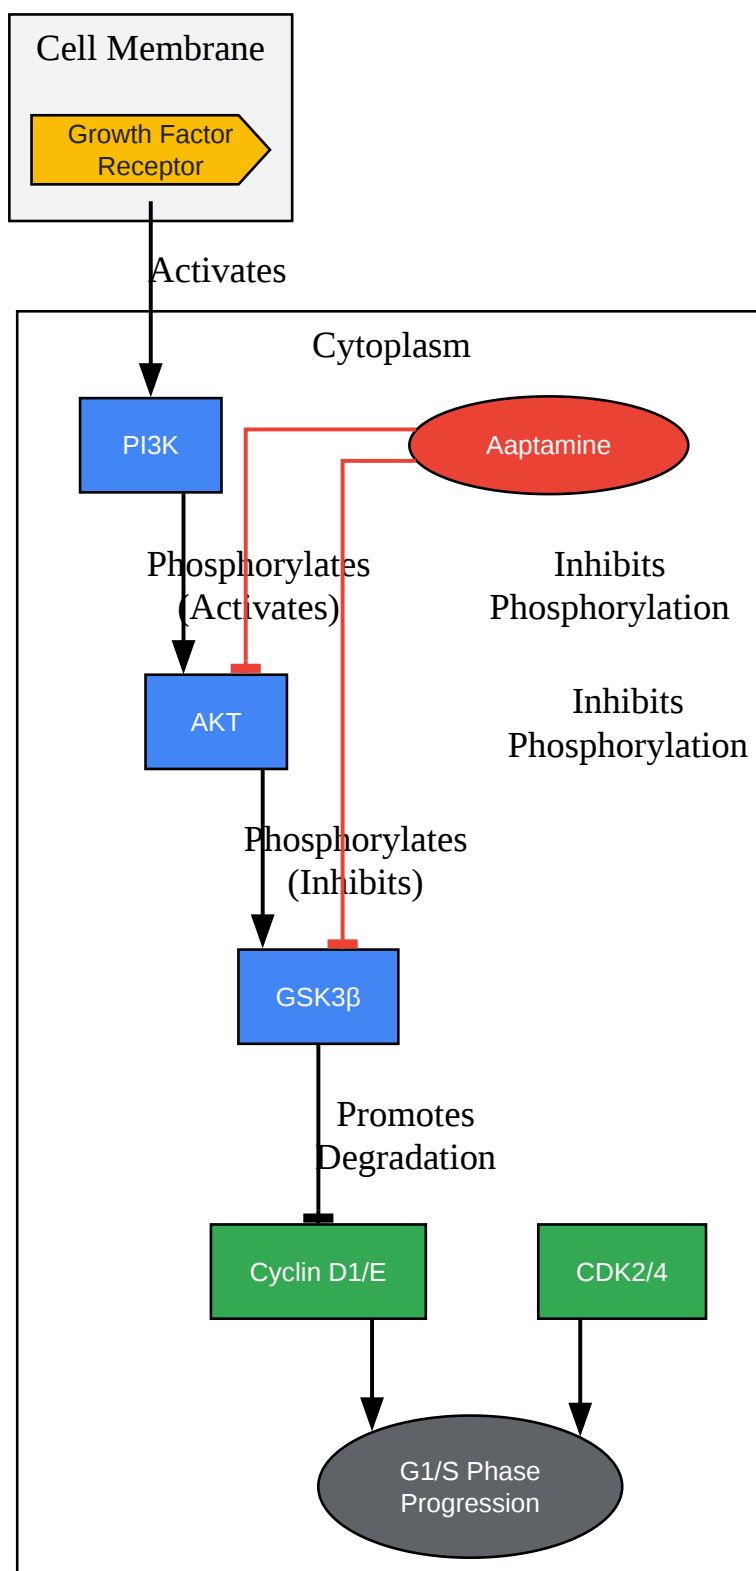 Cell Membrane
Growth Factor
Receptor
Activates
Cytoplasm
PI3K
Aaptamine
Phosphorylates
(Activates)
Inhibits
Phosphorylation
AKT
Inhibits
Phosphorylation
Phosphorylates
(Inhibits)
GSK3β
Promotes
Degradation
Cyclin D1/E
CDK2/4
G1/S Phase
Progression